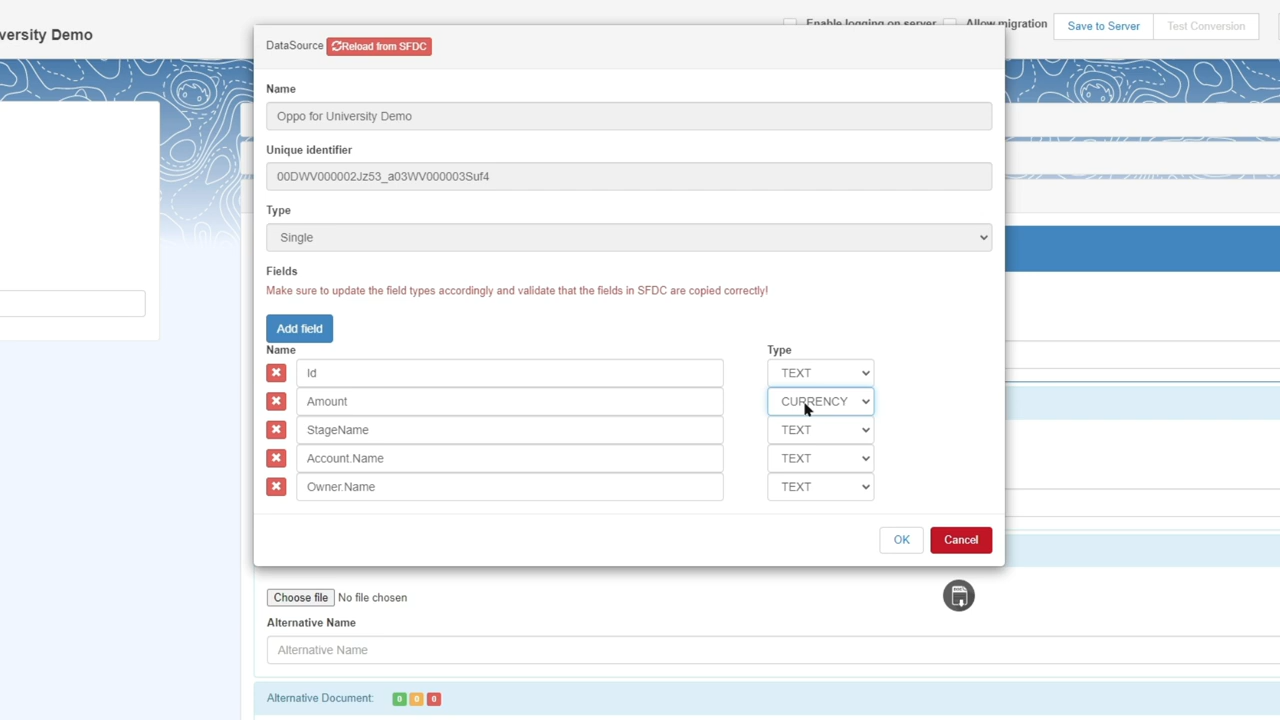 versity Demo
Enable logging on server
Allow migration
Save to Server
Test Conversion
DataSource
Reload from SFDC
Name
Oppo for University Demo
Unique identifier
00DWV000002Jz53_a03WV000003Suf4
Type
Single
Fields
Make sure to update the field types accordingly and validate that the fields in SFDC are copied correctly!
Add field
Name Type
Id TEXT
Amount CURRENCY
StageName TEXT
Account.Name TEXT
Owner.Name TEXT
OK Cancel
Choose file No file chosen
Alternative Name
Alternative Name
Alternative Document: 0 0 0